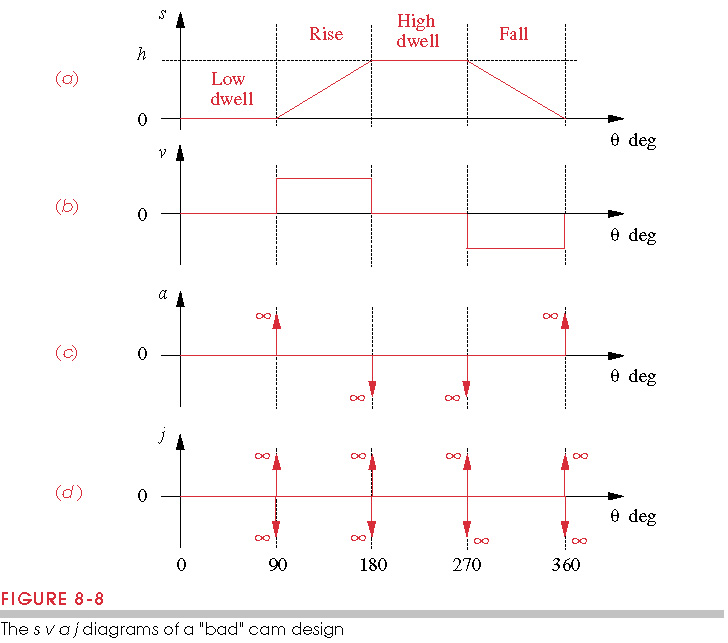 s
h
(a)
0
Low
dwell
Rise
High
dwell
Fall
θ deg
v
(b)
0
θ deg
a
∞
∞
(c)
0
θ deg
∞
∞
j
∞
∞
∞
∞
(d)
0
θ deg
∞
∞
∞
∞
0
90
180
270
360
FIGURE 8-8
The s v a j diagrams of a "bad" cam design